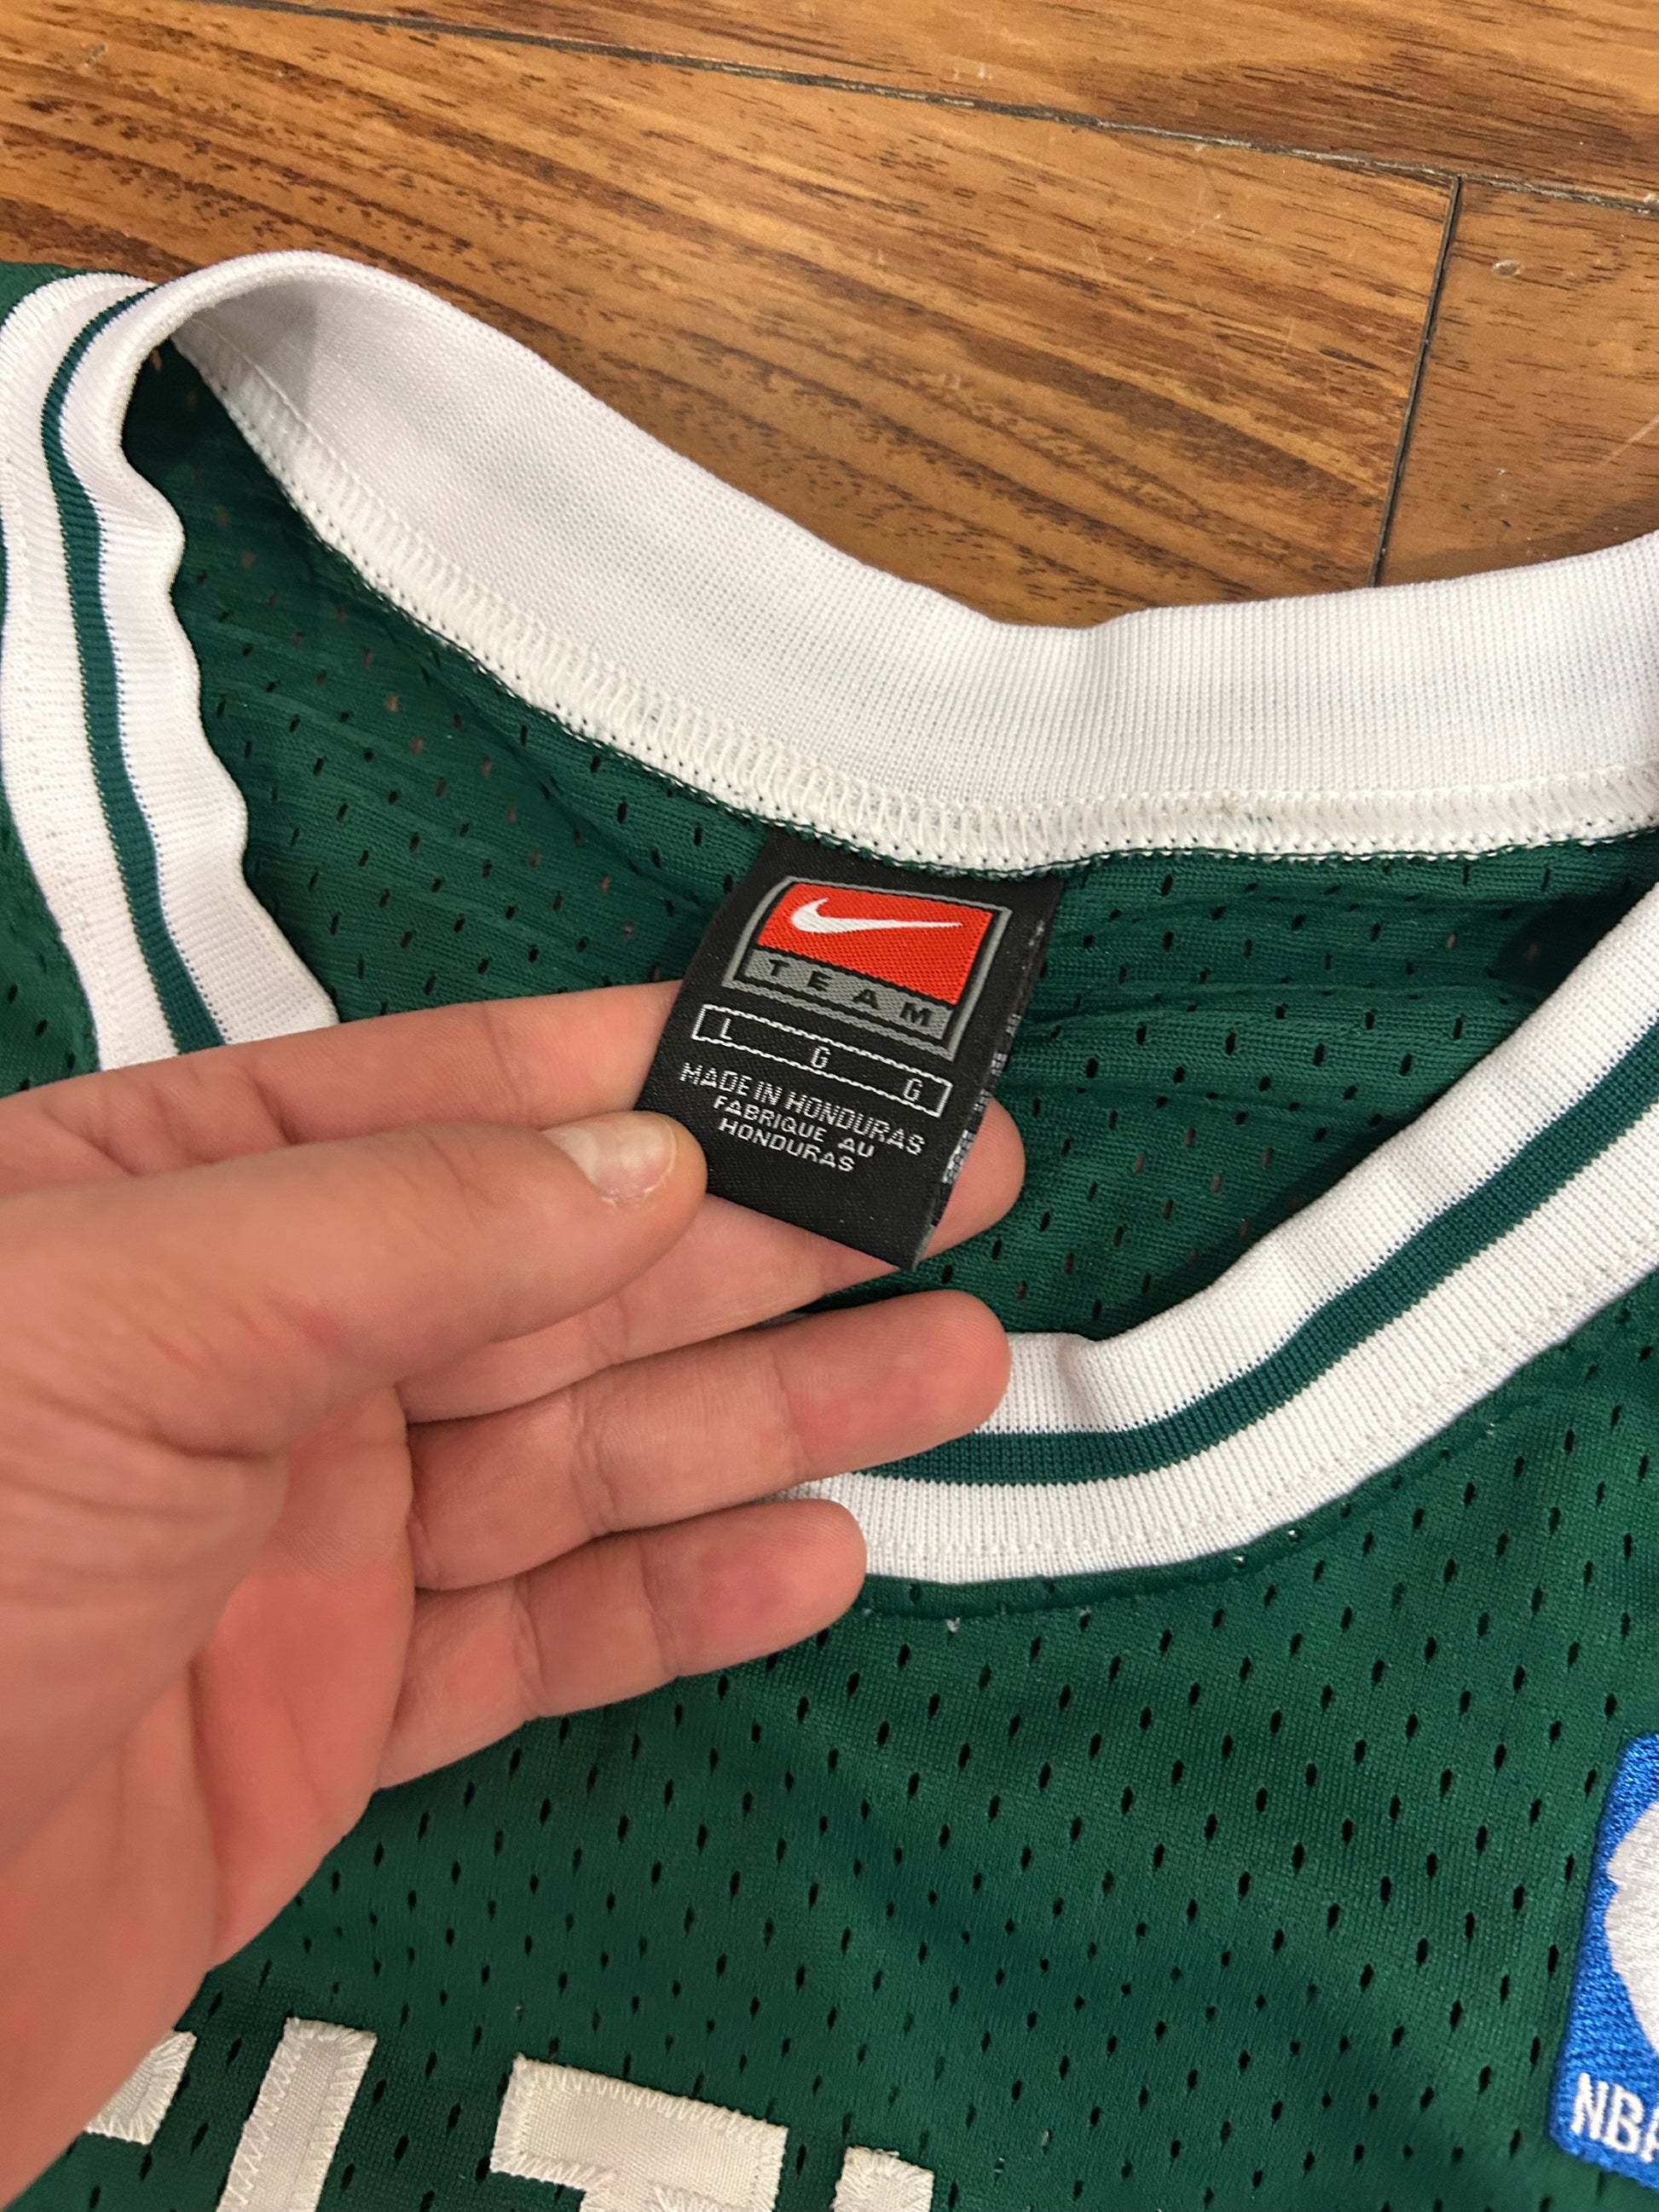 TEAM
L G G
MADE IN HONDURAS
FABRIQUE AU
HONDURAS
NBA